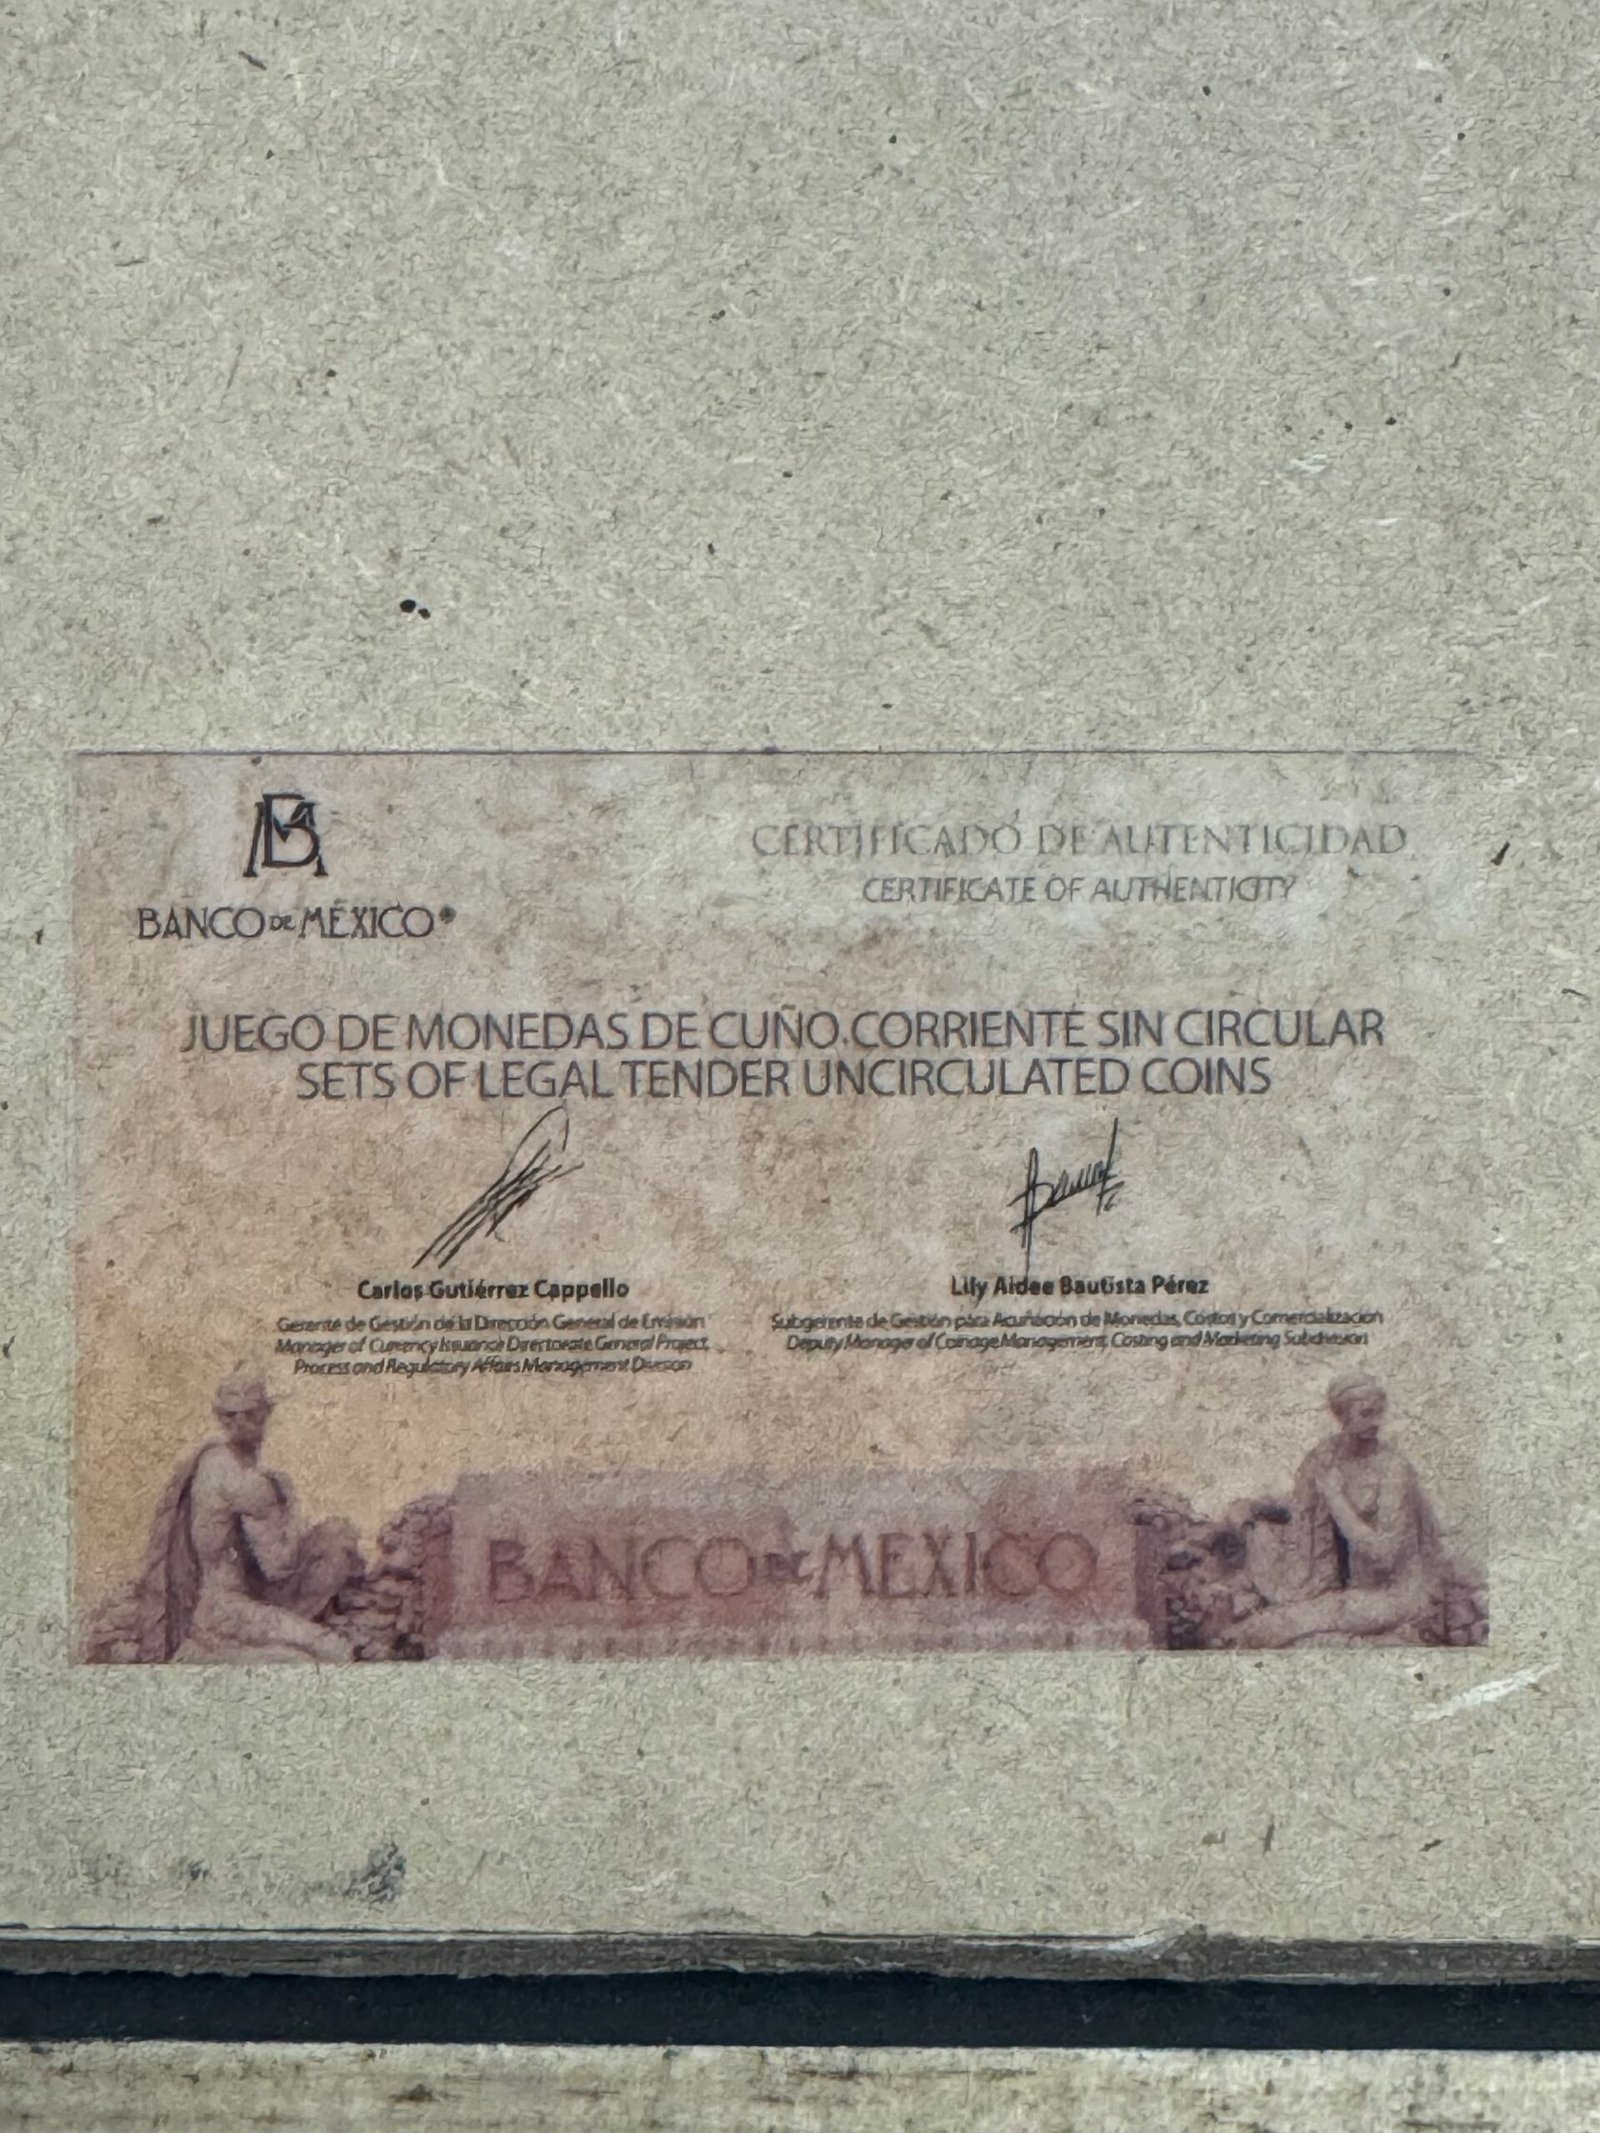 BANCO DE MÉXICO®
CERTIFICADO DE AUTENTICIDAD
CERTIFICATE OF AUTHENTICITY
JUEGO DE MONEDAS DE CUÑO CORRIENTE SIN CIRCULAR
SETS OF LEGAL TENDER UNCIRCULATED COINS
Carlos Gutiérrez Cappello
Gerente de Gestión de la Dirección General de Emisión
Manager of Currency Issuance Directorate General Project,
Process and Regulatory Affairs Management Division
Lily Aidee Bautista Pérez
Subgerente de Gestión para Acuñación de Monedas, Costos y Comercialización
Deputy Manager of Coinage Management, Costing and Marketing Subdivision
BANCO DE MEXICO